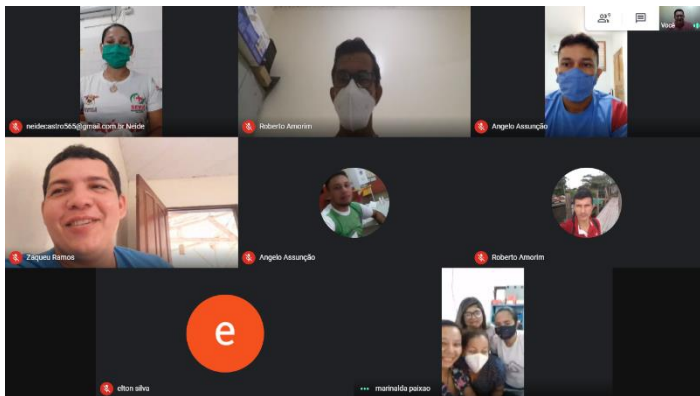 Você
neidecastro565@gmail.com.br Neide
Roberto Amorim
Angelo Assunção
Zaqueu Ramos
Angelo Assunção
Roberto Amorim
e
elton silva
marinalda paixao